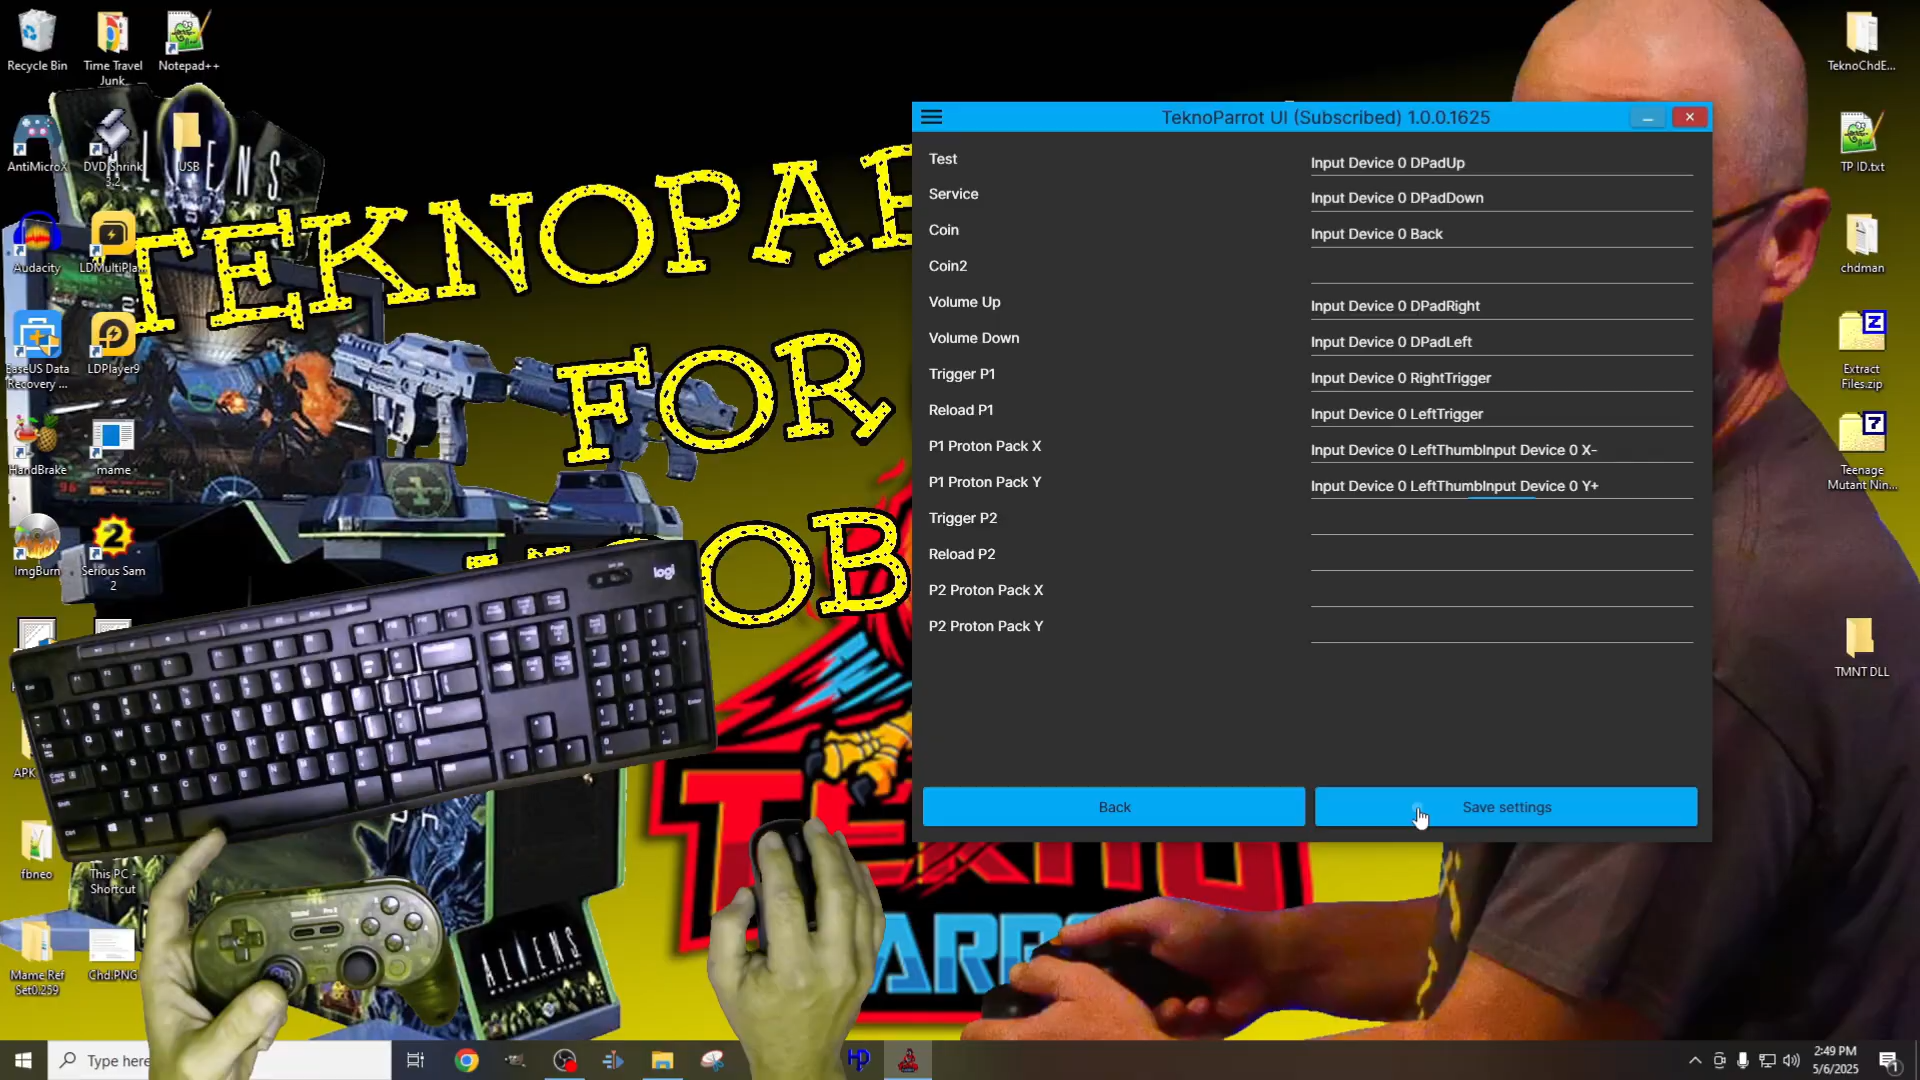 Recycle Bin
Time Travel
Junk
Notepad++
AntiMicroX
DVD Shrink
3.2
USB
Audacity
LDMultiPla...
EaseUS Data
Recovery ...
LDPlayer9
HandBrake
mame
ImgBurn
Serious Sam
2
APK
fbneo
This PC -
Shortcut
Mame Ref
Set0.259
Chd.PNG
TEKNOPAR
FOR
OOB
TEKNO
PARR
ALIENS
logi
TeknoParrot UI (Subscribed) 1.0.0.1625
Test
Input Device 0 DPadUp
Service
Input Device 0 DPadDown
Coin
Input Device 0 Back
Coin2
Volume Up
Input Device 0 DPadRight
Volume Down
Input Device 0 DPadLeft
Trigger P1
Input Device 0 RightTrigger
Reload P1
Input Device 0 LeftTrigger
P1 Proton Pack X
Input Device 0 LeftThumbInput Device 0 X-
P1 Proton Pack Y
Input Device 0 LeftThumbInput Device 0 Y+
Trigger P2
Reload P2
P2 Proton Pack X
P2 Proton Pack Y
Back
Save settings
TeknoChdE...
TP ID.txt
chdman
Extract
Files.zip
Teenage
Mutant Nin...
TMNT DLL
Type here
2:49 PM
5/6/2025